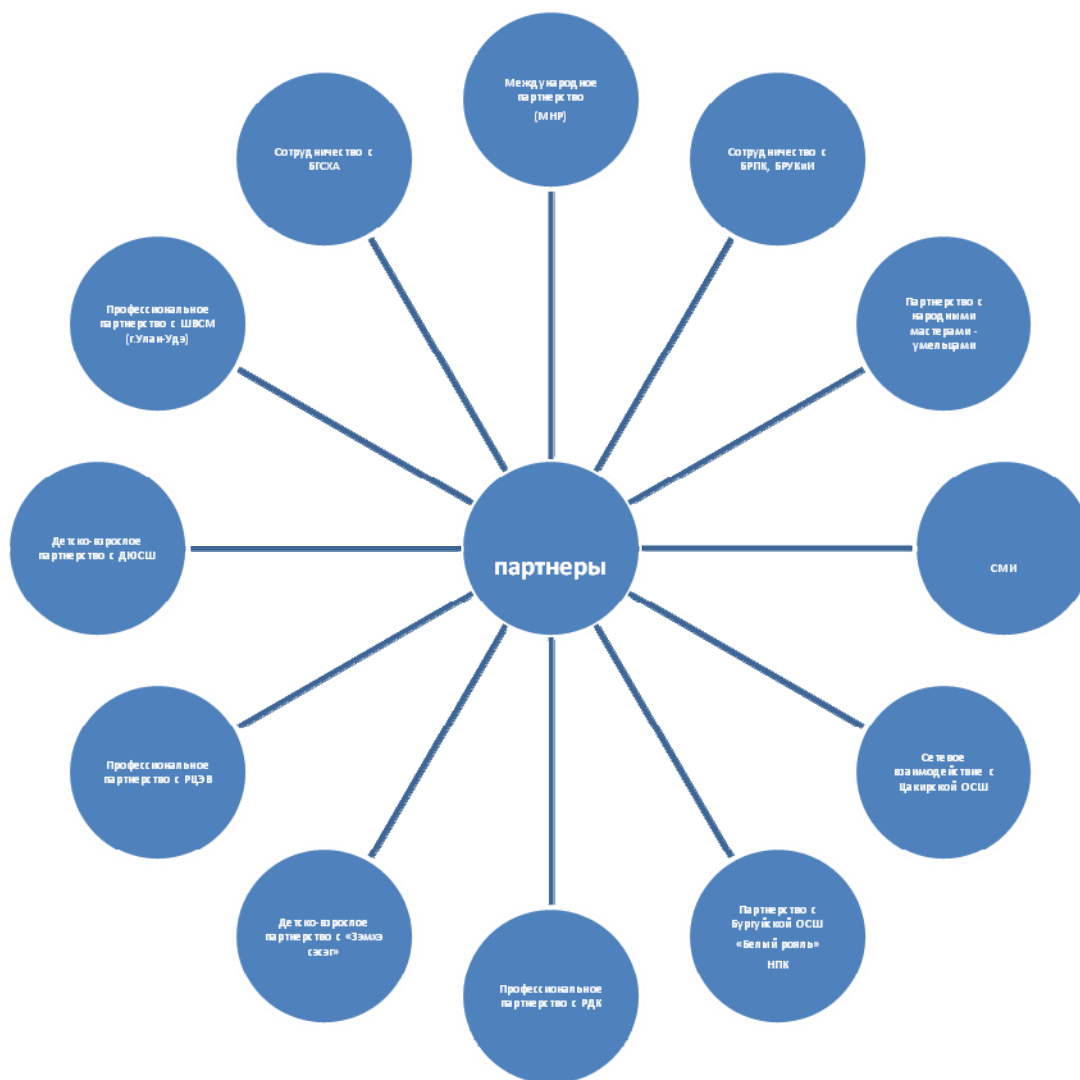 Международное
партнерство
(МНР)
Сотрудничество с
БРПК, БРУКиИ
Партнерство с
народными
мастерами -
умельцами
СМИ
Сетевое
взаимодействие с
Цакирской ОСШ
Партнерство с
Бургуйской ОСШ
«Белый рояль»
НПК
Профессиональное
партнерство с РДК
Детско-взрослое
партнерство с «Зэмхэ
сэсэг»
Профессиональное
партнерство с РЦЭВ
Детско-взрослое
партнерство с ДЮСШ
Профессиональное
партнерство с ШВСМ
(г.Улан-Удэ)
Сотрудничество с
БГСХА
партнеры